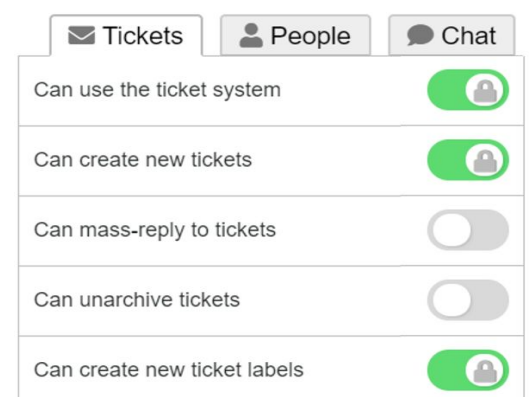 Tickets People Chat
Can use the ticket system
Can create new tickets
Can mass-reply to tickets
Can unarchive tickets
Can create new ticket labels